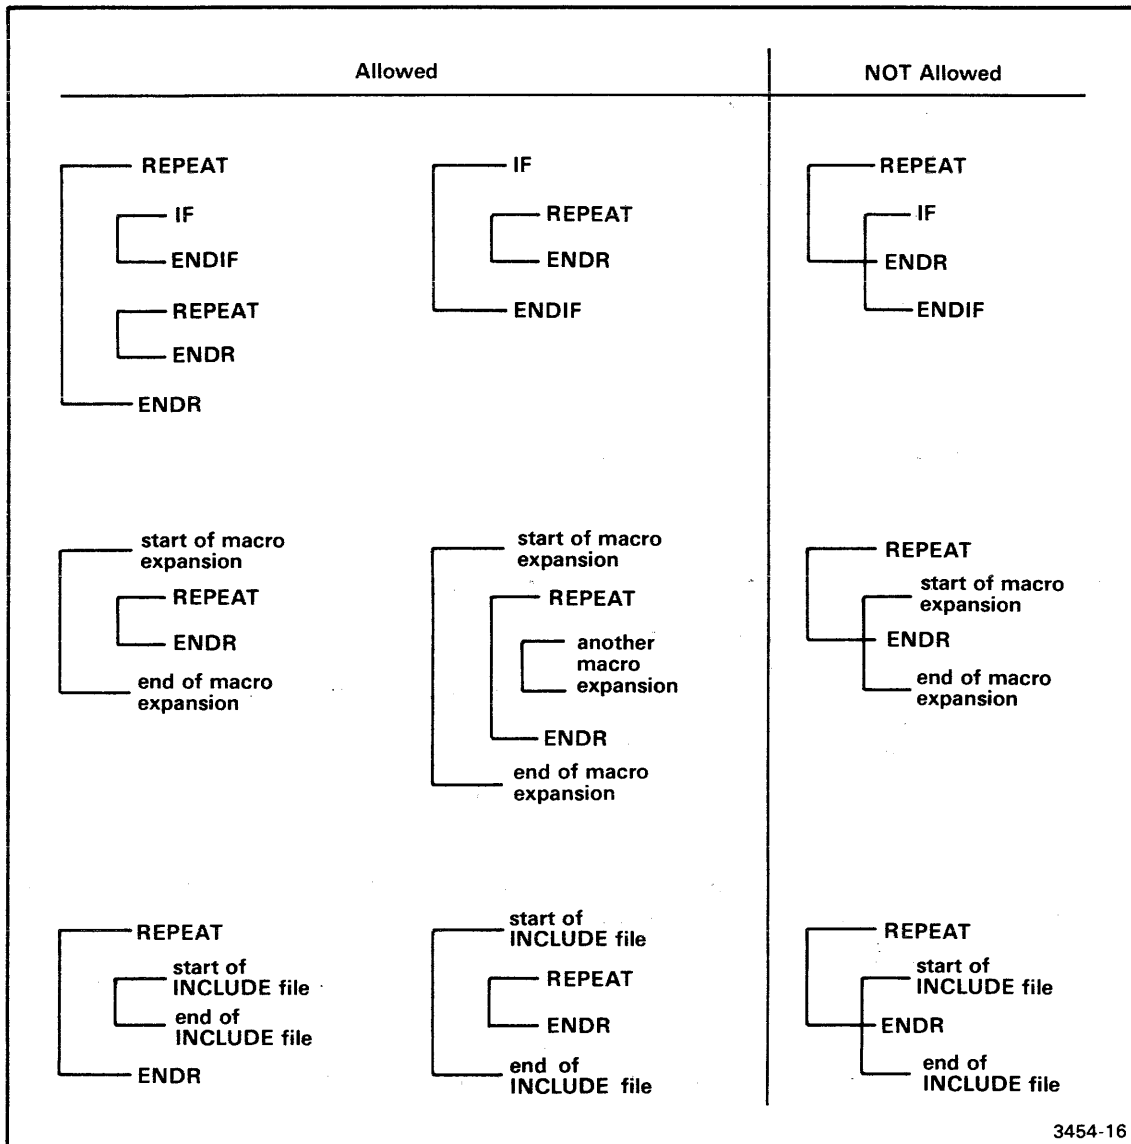 Allowed
NOT Allowed
REPEAT
IF
ENDIF
REPEAT
ENDR
ENDR
IF
REPEAT
ENDR
ENDIF
REPEAT
IF
ENDR
ENDIF
start of macro
expansion
REPEAT
ENDR
end of macro
expansion
start of macro
expansion
REPEAT
another
macro
expansion
ENDR
end of macro
expansion
REPEAT
start of macro
expansion
ENDR
end of macro
expansion
REPEAT
start of
INCLUDE file
end of
INCLUDE file
ENDR
start of
INCLUDE file
REPEAT
ENDR
end of
INCLUDE file
REPEAT
start of
INCLUDE file
ENDR
end of
INCLUDE file
3454-16